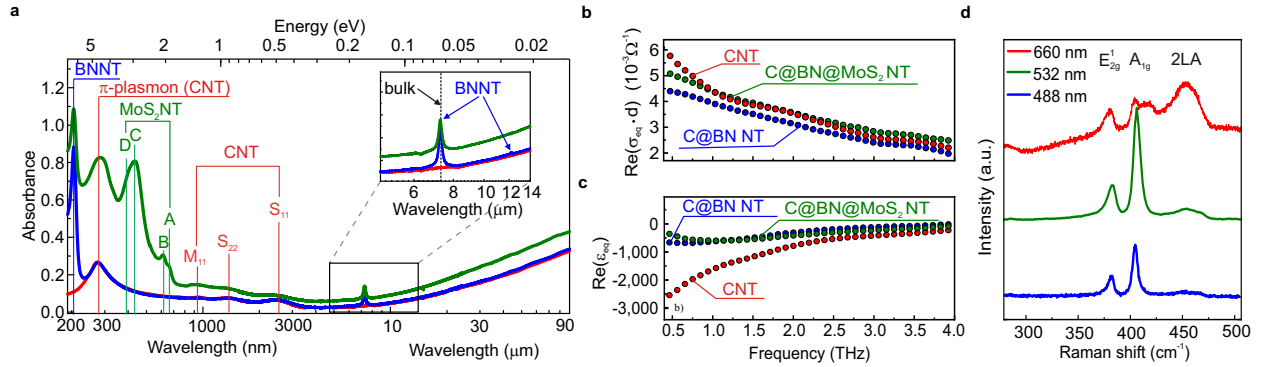 a
Energy (eV)
5 4 3 2 1 0.5 0.2 0.1 0.05 0.02
BNNT
π-plasmon (CNT)
MoS₂NT
C
D
CNT
A
B
M₁₁
S₂₂
S₁₁
Absorbance
0.0 0.2 0.4 0.6 0.8 1.0 1.2
200 300 1000 3000 10 30 90
Wavelength (nm)
Wavelength (μm)
bulk
BNNT
6 8 10 12 14
Wavelength (μm)
b
Re(σeq·d) (10⁻³Ω⁻¹)
6
5
4
3
2
CNT
C@BN@MoS₂ NT
C@BN NT
c
Re(εeq)
0
-1,000
-2,000
-3,000
C@BN NT
C@BN@MoS₂ NT
CNT
b)
0.5 1.0 1.5 2.0 2.5 3.0 3.5 4.0
Frequency (THz)
d
660 nm
532 nm
488 nm
E¹2g
A1g
2LA
Intensity (a.u.)
300 350 400 450 500
Raman shift (cm⁻¹)